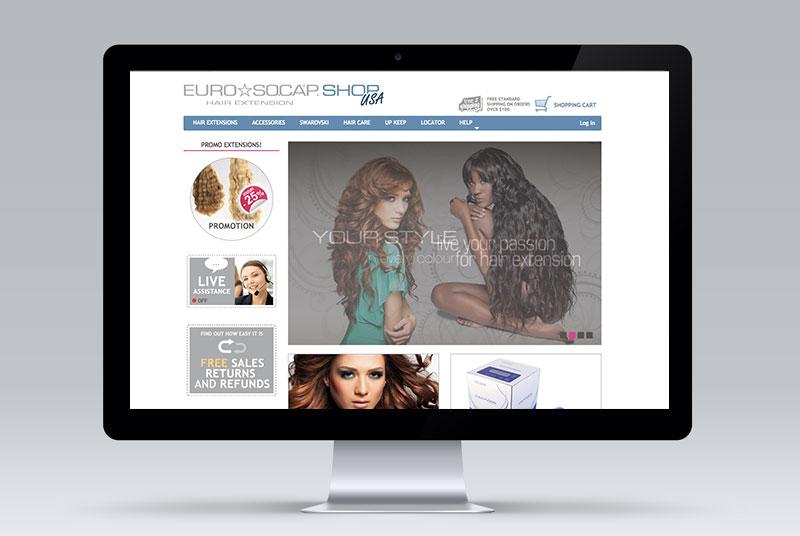 EURO☆SOCAP.SHOP
USA
HAIR EXTENSION
FREE STANDARD
SHIPPING ON ORDERS
OVER $100
SHOPPING CART
HAIR EXTENSIONS ACCESSORIES SWAROVSKI HAIR CARE UP KEEP LOCATOR HELP Log in
PROMO EXTENSIONS!
-25%
PROMOTION
LIVE
ASSISTANCE
OFF
FIND OUT HOW EASY IT IS
FREE SALES
RETURNS
AND REFUNDS
YOUR STYLE
live your passion
for hair extension